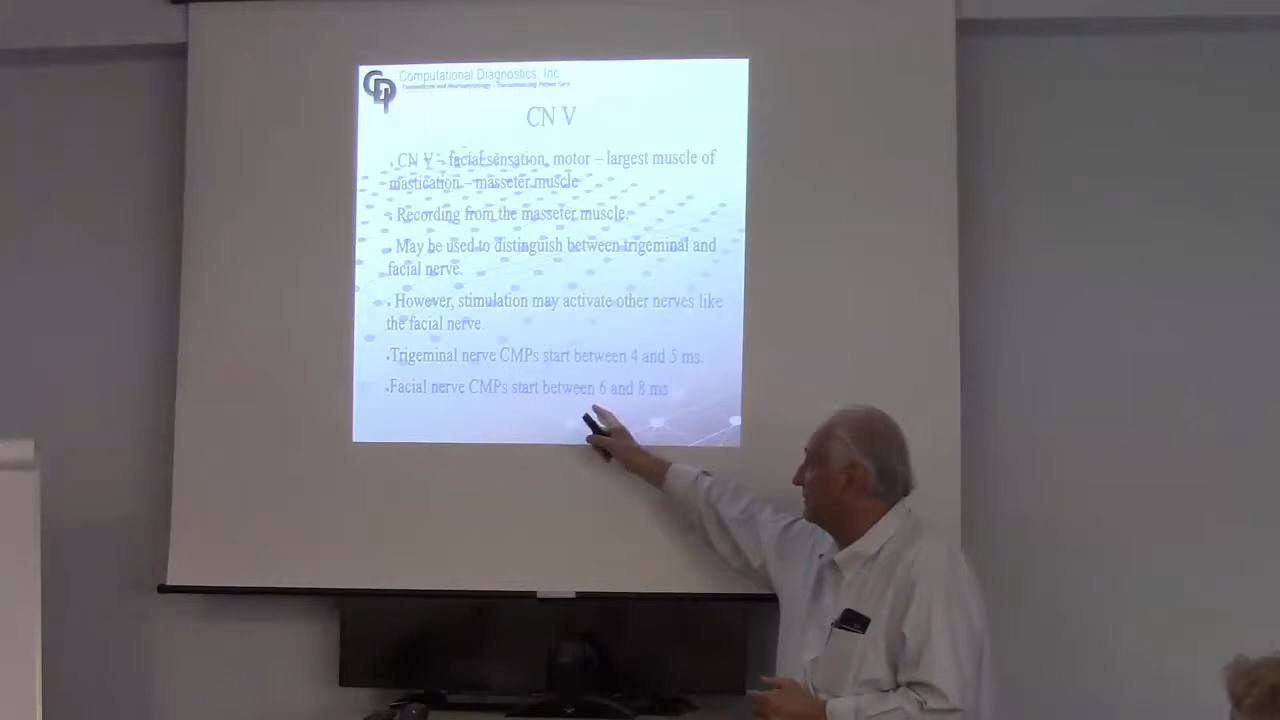 Computational Diagnostics, Inc.
CN V
CN V – facial sensation, motor – largest muscle of
mastication – masseter muscle
Recording from the masseter muscle.
May be used to distinguish between trigeminal and
facial nerve.
However, stimulation may activate other nerves like
the facial nerve.
Trigeminal nerve CMPs start between 4 and 5 ms.
Facial nerve CMPs start between 6 and 8 ms